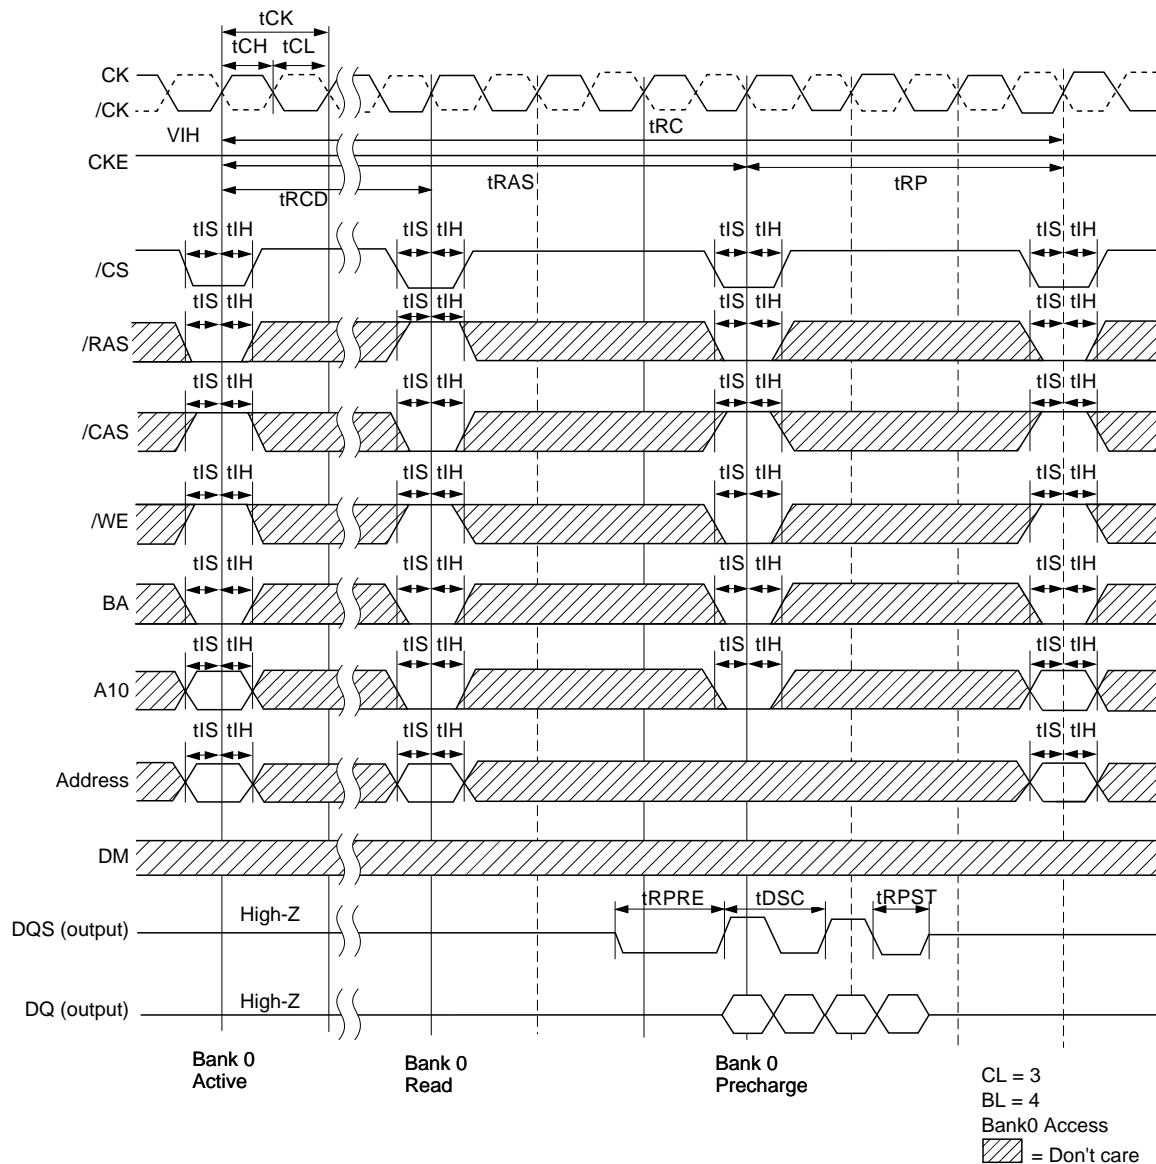 tCK
tCH tCL
CK
/CK
VIH
tRC
CKE
tRAS
tRP
tRCD
tIS tIH tIS tIH tIS tIH tIS tIH
/CS
tIS tIH tIS tIH tIS tIH tIS tIH
/RAS
tIS tIH tIS tIH tIS tIH tIS tIH
/CAS
tIS tIH tIS tIH tIS tIH tIS tIH
/WE
tIS tIH tIS tIH tIS tIH tIS tIH
BA
tIS tIH tIS tIH tIS tIH tIS tIH
A10
tIS tIH tIS tIH tIS tIH
Address
DM
tRPRE tDSC tRPST
High-Z
DQS (output)
High-Z
DQ (output)
Bank 0
Active
Bank 0
Read
Bank 0
Precharge
CL = 3
BL = 4
Bank0 Access
= Don't care